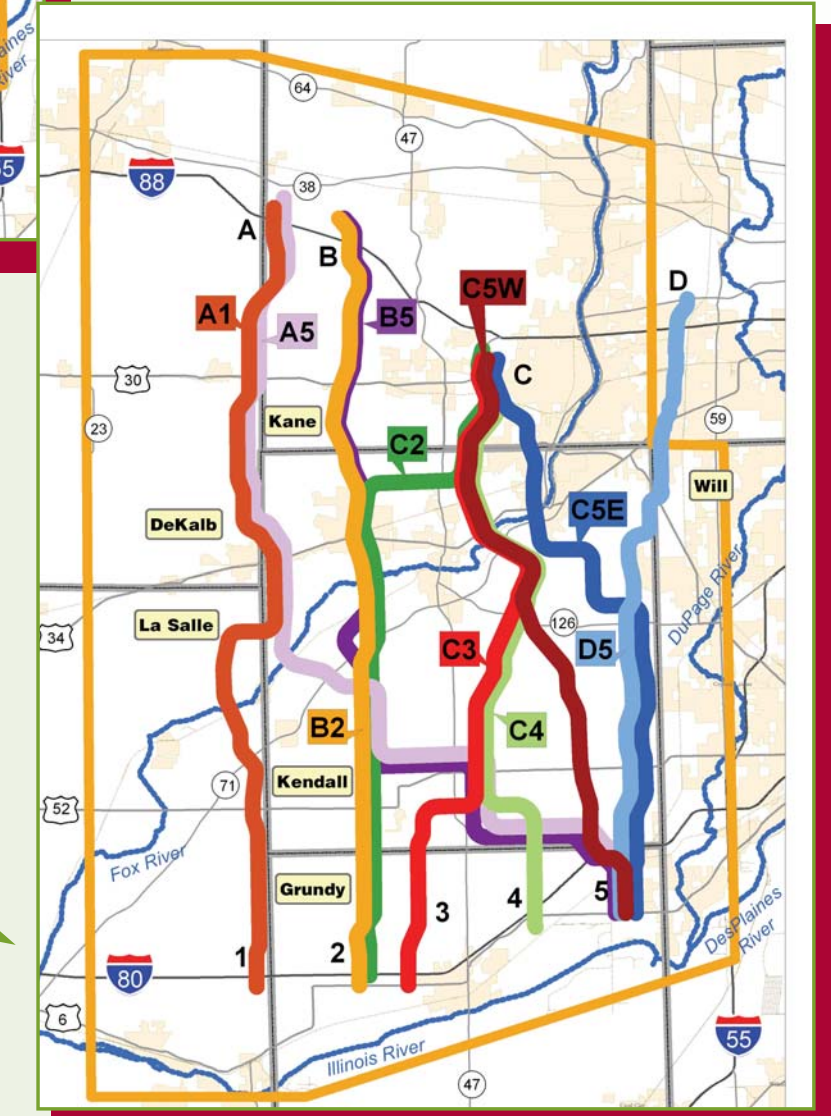 aines
iver
55
64
47
88
38
A
B
D
C5W
A1
A5
B5
C
30
59
23
Kane
C2
Will
DeKalb
C5E
DuPage River
34
La Salle
126
C3
D5
B2
C4
71
Kendall
52
Fox River
Grundy
3
4
5
DesPlaines
River
1
2
80
6
55
Illinois River
47